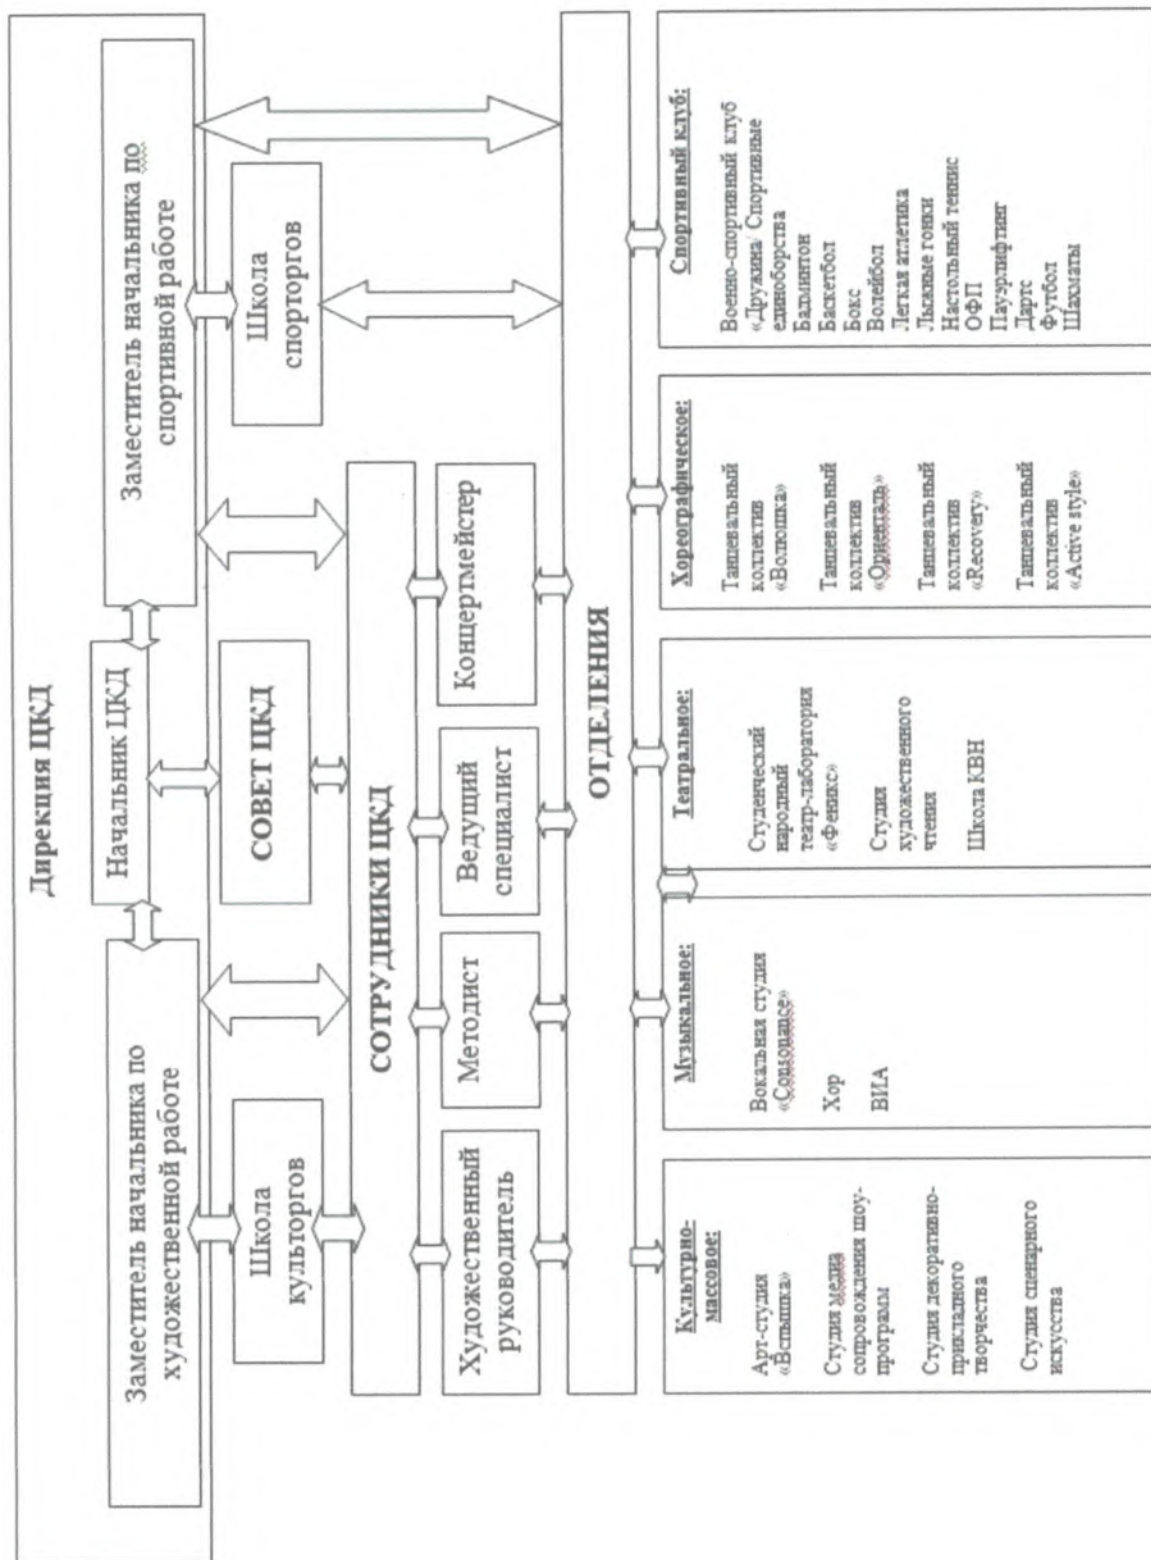 Дирекция ЦКД
Заместитель начальника по
художественной работе
Начальник ЦКД
Заместитель начальника по
спортивной работе
Школа
культоргов
СОВЕТ ЦКД
Школа
спорторгов
СОТРУДНИКИ ЦКД
Художественный
руководитель
Методист
Ведущий
специалист
Концертмейстер
ОТДЕЛЕНИЯ
Культурно-
массовое:
Арт-студия
«Вспышка»
Студия медиа
сопровождения шоу-
программ
Студия декоративно-
прикладного
творчества
Студия сценарного
искусства
Музыкальное:
Вокальная студия
«Consonance»
Хор
ВИА
Театральное:
Студенческий
народный
театр-лаборатория
«Феникс»
Студия
художественного
чтения
Школа КВН
Хореографическое:
Танцевальный
коллектив
«Волюшка»
Танцевальный
коллектив
«Ориенталь»
Танцевальный
коллектив
«Recovery»
Танцевальный
коллектив
«Active style»
Спортивный клуб:
Военно-спортивный клуб
«Дружина/ Спортивные
единоборства
Бадминтон
Баскетбол
Бокс
Волейбол
Легкая атлетика
Лыжные гонки
Настольный теннис
ОФП
Пауэрлифтинг
Дартс
Футбол
Шахматы